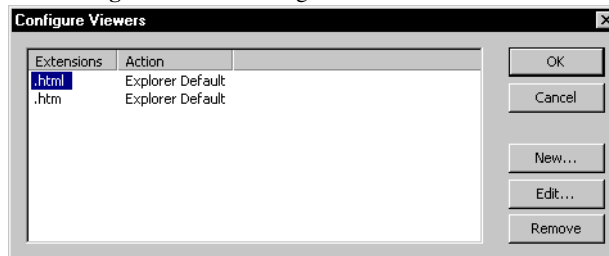 Configure Viewers
Extensions Action
.html Explorer Default
.htm Explorer Default
OK
Cancel
New...
Edit...
Remove